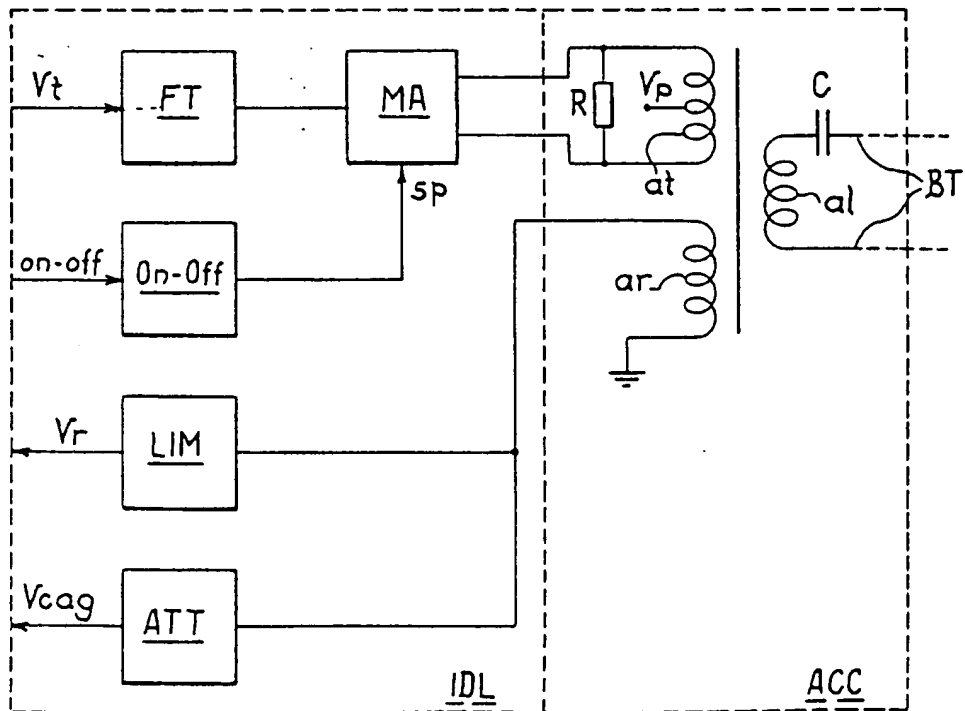 Vt
FT
MA
R
Vp
at
C
al
BT
sp
on-off
On-Off
ar
Vr
LIM
Vcag
ATT
IDL
ACC